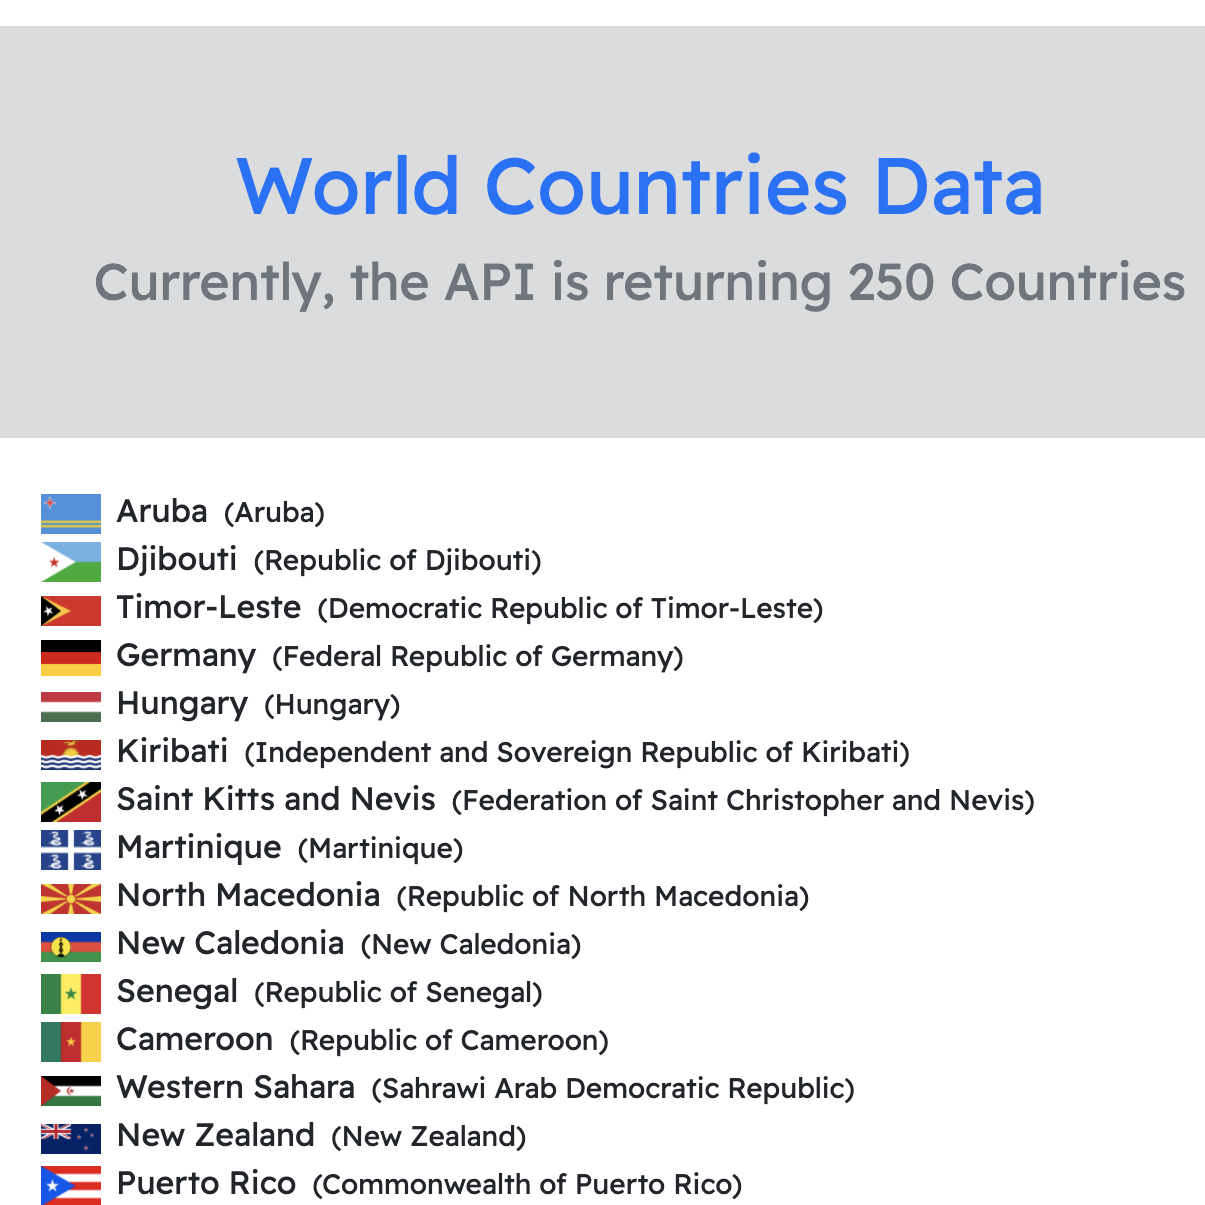 World Countries Data
Currently, the API is returning 250 Countries
Aruba (Aruba)
Djibouti (Republic of Djibouti)
Timor-Leste (Democratic Republic of Timor-Leste)
Germany (Federal Republic of Germany)
Hungary (Hungary)
Kiribati (Independent and Sovereign Republic of Kiribati)
Saint Kitts and Nevis (Federation of Saint Christopher and Nevis)
Martinique (Martinique)
North Macedonia (Republic of North Macedonia)
New Caledonia (New Caledonia)
Senegal (Republic of Senegal)
Cameroon (Republic of Cameroon)
Western Sahara (Sahrawi Arab Democratic Republic)
New Zealand (New Zealand)
Puerto Rico (Commonwealth of Puerto Rico)